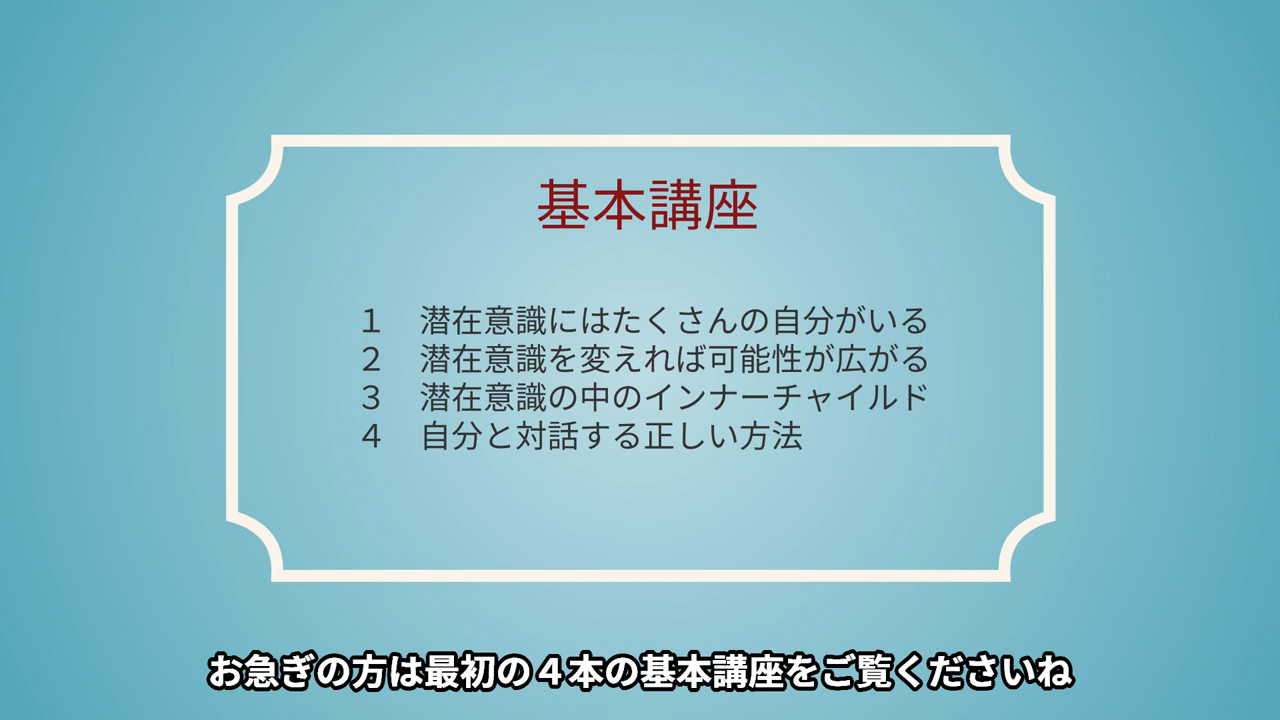 基本講座
１　潜在意識にはたくさんの自分がいる
２　潜在意識を変えれば可能性が広がる
３　潜在意識の中のインナーチャイルド
４　自分と対話する正しい方法
お急ぎの方は最初の４本の基本講座をご覧くださいね